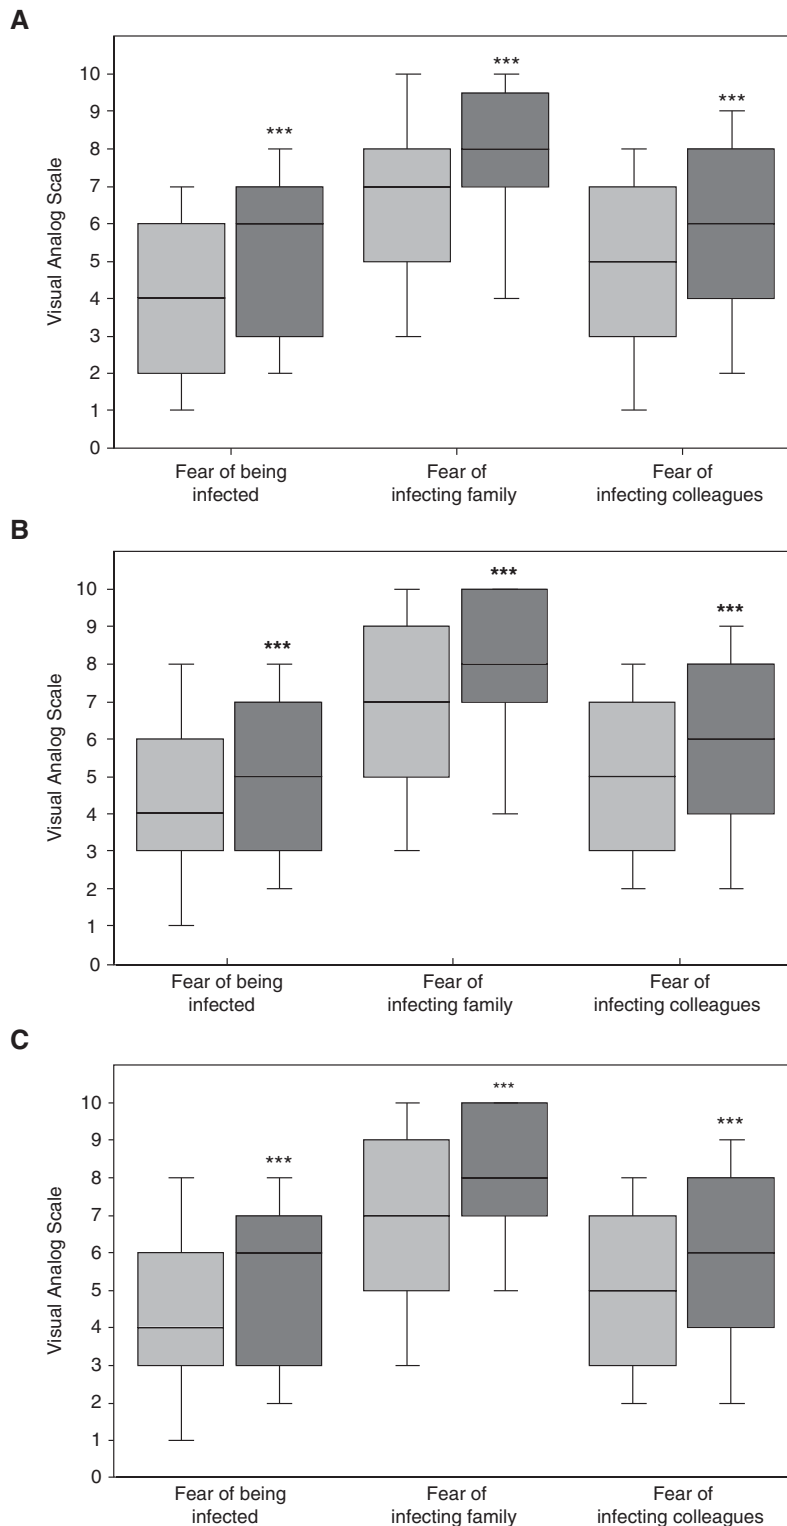 A
***
***
***
10
9
8
7
6
5
4
3
2
1
0
Visual Analog Scale
Fear of being
infected
Fear of
infecting family
Fear of
infecting colleagues
B
***
***
***
10
9
8
7
6
5
4
3
2
1
0
Visual Analog Scale
Fear of being
infected
Fear of
infecting family
Fear of
infecting colleagues
C
***
***
***
10
9
8
7
6
5
4
3
2
1
0
Visual Analog Scale
Fear of being
infected
Fear of
infecting family
Fear of
infecting colleagues